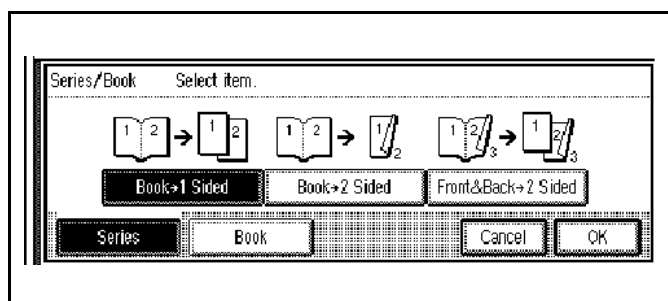 Series/Book Select item.
1 2 → 1 2 1 2 → 1 2 1 2 3 → 1 2 3
Book→1 Sided Book→2 Sided Front&Back→2 Sided
Series Book Cancel OK